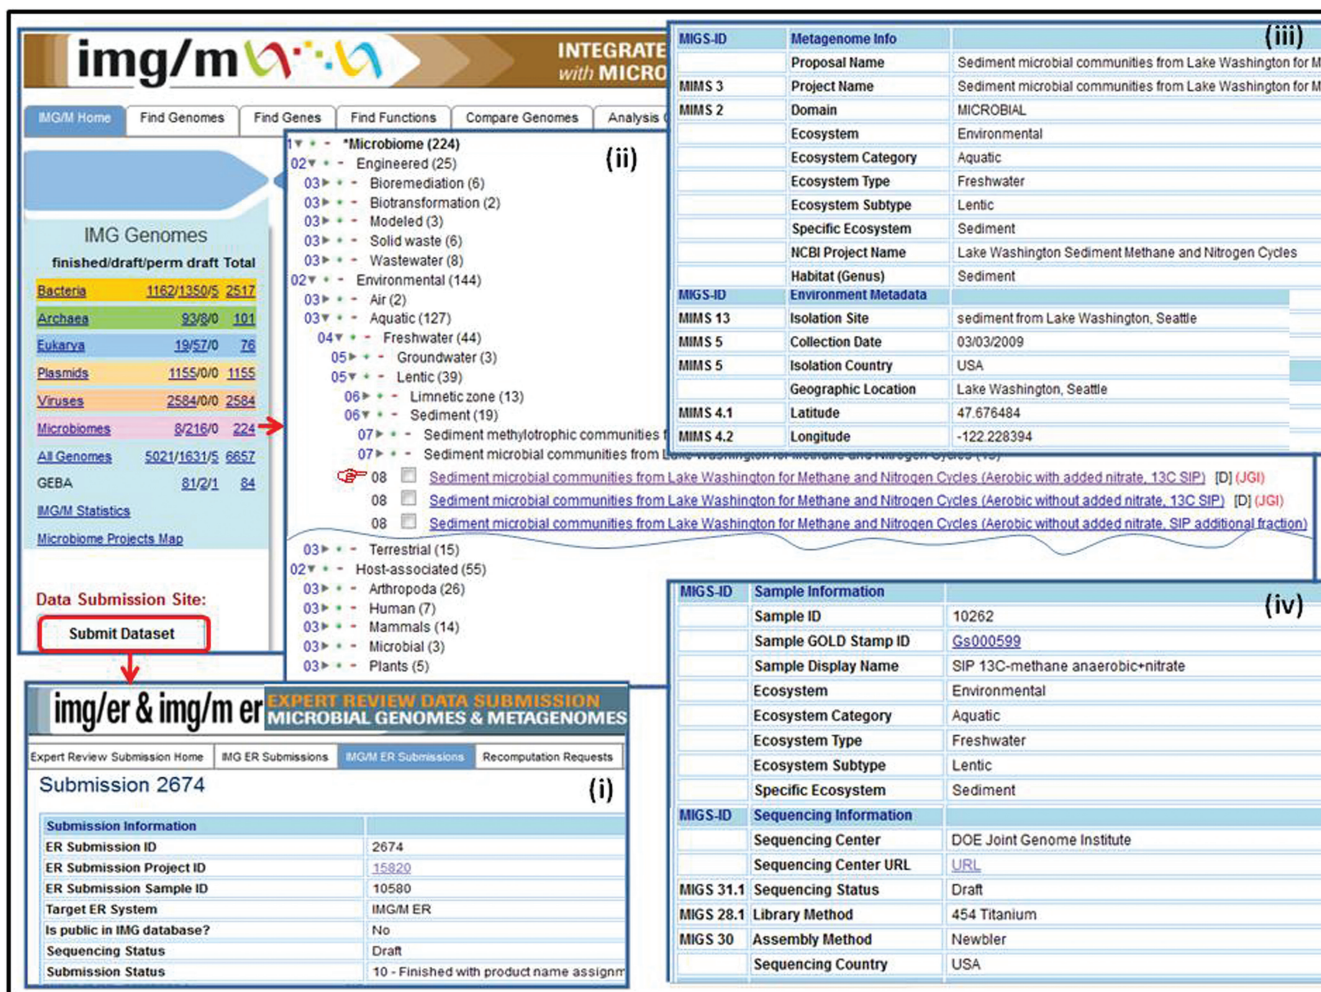 img/m
INTEGRATE
with MICRO
IMG/M Home Find Genomes Find Genes Find Functions Compare Genomes Analysis
IMG Genomes
finished/draft/perm draft Total
Bacteria 1162/1350/5 2517
Archaea 93/8/0 101
Eukarya 19/57/0 76
Plasmids 1155/0/0 1155
Viruses 2584/0/0 2584
Microbiomes 8/216/0 224
All Genomes 5021/1631/5 6657
GEBA 81/2/1 84
IMG/M Statistics
Microbiome Projects Map
Data Submission Site:
Submit Dataset
(ii)
1 *Microbiome (224)
02 - Engineered (25)
03 - Bioremediation (6)
03 - Biotransformation (2)
03 - Modeled (3)
03 - Solid waste (6)
03 - Wastewater (8)
02 - Environmental (144)
03 - Air (2)
03 - Aquatic (127)
04 - Freshwater (44)
05 - Groundwater (3)
05 - Lentic (39)
06 - Limnetic zone (13)
06 - Sediment (19)
07 - Sediment methylotrophic communities f
07 - Sediment microbial communities from Lake Washington for Methane and Nitrogen Cycles
08 Sediment microbial communities from Lake Washington for Methane and Nitrogen Cycles (Aerobic with added nitrate, 13C SIP) [D] (JGI)
08 Sediment microbial communities from Lake Washington for Methane and Nitrogen Cycles (Aerobic without added nitrate, 13C SIP) [D] (JGI)
08 Sediment microbial communities from Lake Washington for Methane and Nitrogen Cycles (Aerobic without added nitrate, SIP additional fraction)
03 - Terrestrial (15)
02 - Host-associated (55)
03 - Arthropoda (26)
03 - Human (7)
03 - Mammals (14)
03 - Microbial (3)
03 - Plants (5)
(iii)
MIGS-ID Metagenome Info
Proposal Name Sediment microbial communities from Lake Washington for M
MIMS 3 Project Name Sediment microbial communities from Lake Washington for M
MIMS 2 Domain MICROBIAL
Ecosystem Environmental
Ecosystem Category Aquatic
Ecosystem Type Freshwater
Ecosystem Subtype Lentic
Specific Ecosystem Sediment
NCBI Project Name Lake Washington Sediment Methane and Nitrogen Cycles
Habitat (Genus) Sediment
MIGS-ID Environment Metadata
MIMS 13 Isolation Site sediment from Lake Washington, Seattle
MIMS 5 Collection Date 03/03/2009
MIMS 5 Isolation Country USA
Geographic Location Lake Washington, Seattle
MIMS 4.1 Latitude 47.676484
MIMS 4.2 Longitude -122.228394
(iv)
MIGS-ID Sample Information
Sample ID 10262
Sample GOLD Stamp ID Gs000599
Sample Display Name SIP 13C-methane anaerobic+nitrate
Ecosystem Environmental
Ecosystem Category Aquatic
Ecosystem Type Freshwater
Ecosystem Subtype Lentic
Specific Ecosystem Sediment
MIGS-ID Sequencing Information
Sequencing Center DOE Joint Genome Institute
Sequencing Center URL URL
MIGS 31.1 Sequencing Status Draft
MIGS 28.1 Library Method 454 Titanium
MIGS 30 Assembly Method Newbler
Sequencing Country USA
img/er & img/m er
EXPERT REVIEW DATA SUBMISSION
MICROBIAL GENOMES & METAGENOMES
Expert Review Submission Home IMG ER Submissions IMG/M ER Submissions Recomputation Requests
Submission 2674
(i)
Submission Information
ER Submission ID 2674
ER Submission Project ID 15820
ER Submission Sample ID 10580
Target ER System IMG/M ER
Is public in IMG database? No
Sequencing Status Draft
Submission Status 10 - Finished with product name assignm